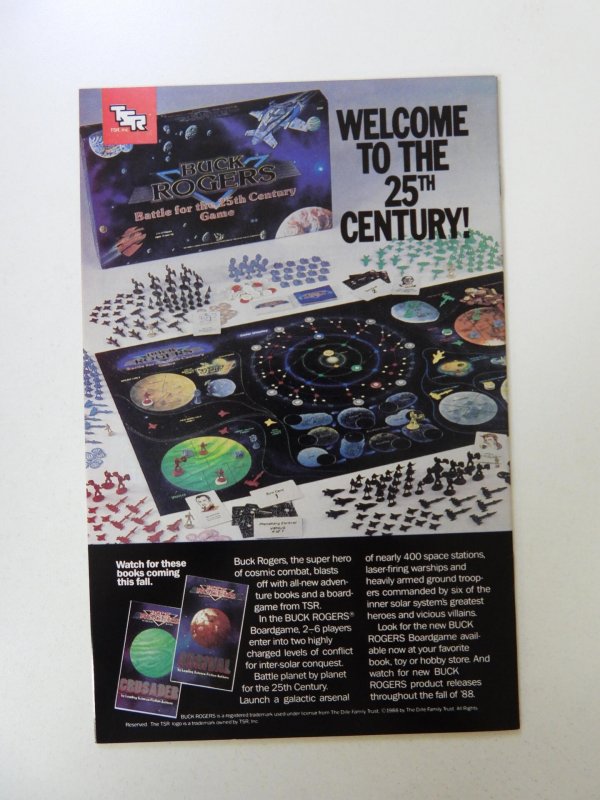 TSR
TSR, Inc.
WELCOME
TO THE
25TH
CENTURY!
BUCK
ROGERS
Battle for the 25th Century
Game
BUCK
ROGERS
Watch for these
books coming
this fall.
ARRIVAL
CRUSADER
Buck Rogers, the super hero
of cosmic combat, blasts
off with all-new adven-
ture books and a board-
game from TSR.
In the BUCK ROGERS®
Boardgame, 2–6 players
enter into two highly
charged levels of conflict
for inter-solar conquest.
Battle planet by planet
for the 25th Century.
Launch a galactic arsenal
of nearly 400 space stations,
laser-firing warships and
heavily armed ground troop-
ers commanded by six of the
inner solar system's greatest
heroes and vicious villains.
Look for the new BUCK
ROGERS Boardgame avail-
able now at your favorite
book, toy or hobby store. And
watch for new BUCK
ROGERS product releases
throughout the fall of '88.
BUCK ROGERS is a registered trademark used under license from The Dille Family Trust. ©1988 by The Dille Family Trust. All Rights
Reserved. The TSR logo is a trademark owned by TSR, Inc.